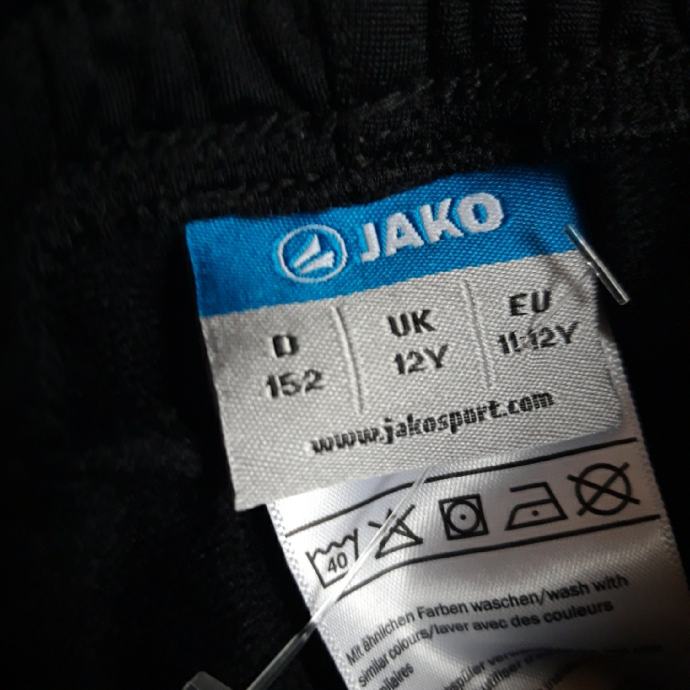 JAKO
D UK EU
152 12Y 11-12Y
www.jakosport.com
40
Mit ähnlichen Farben waschen/wash with
similar colours/laver avec des couleurs